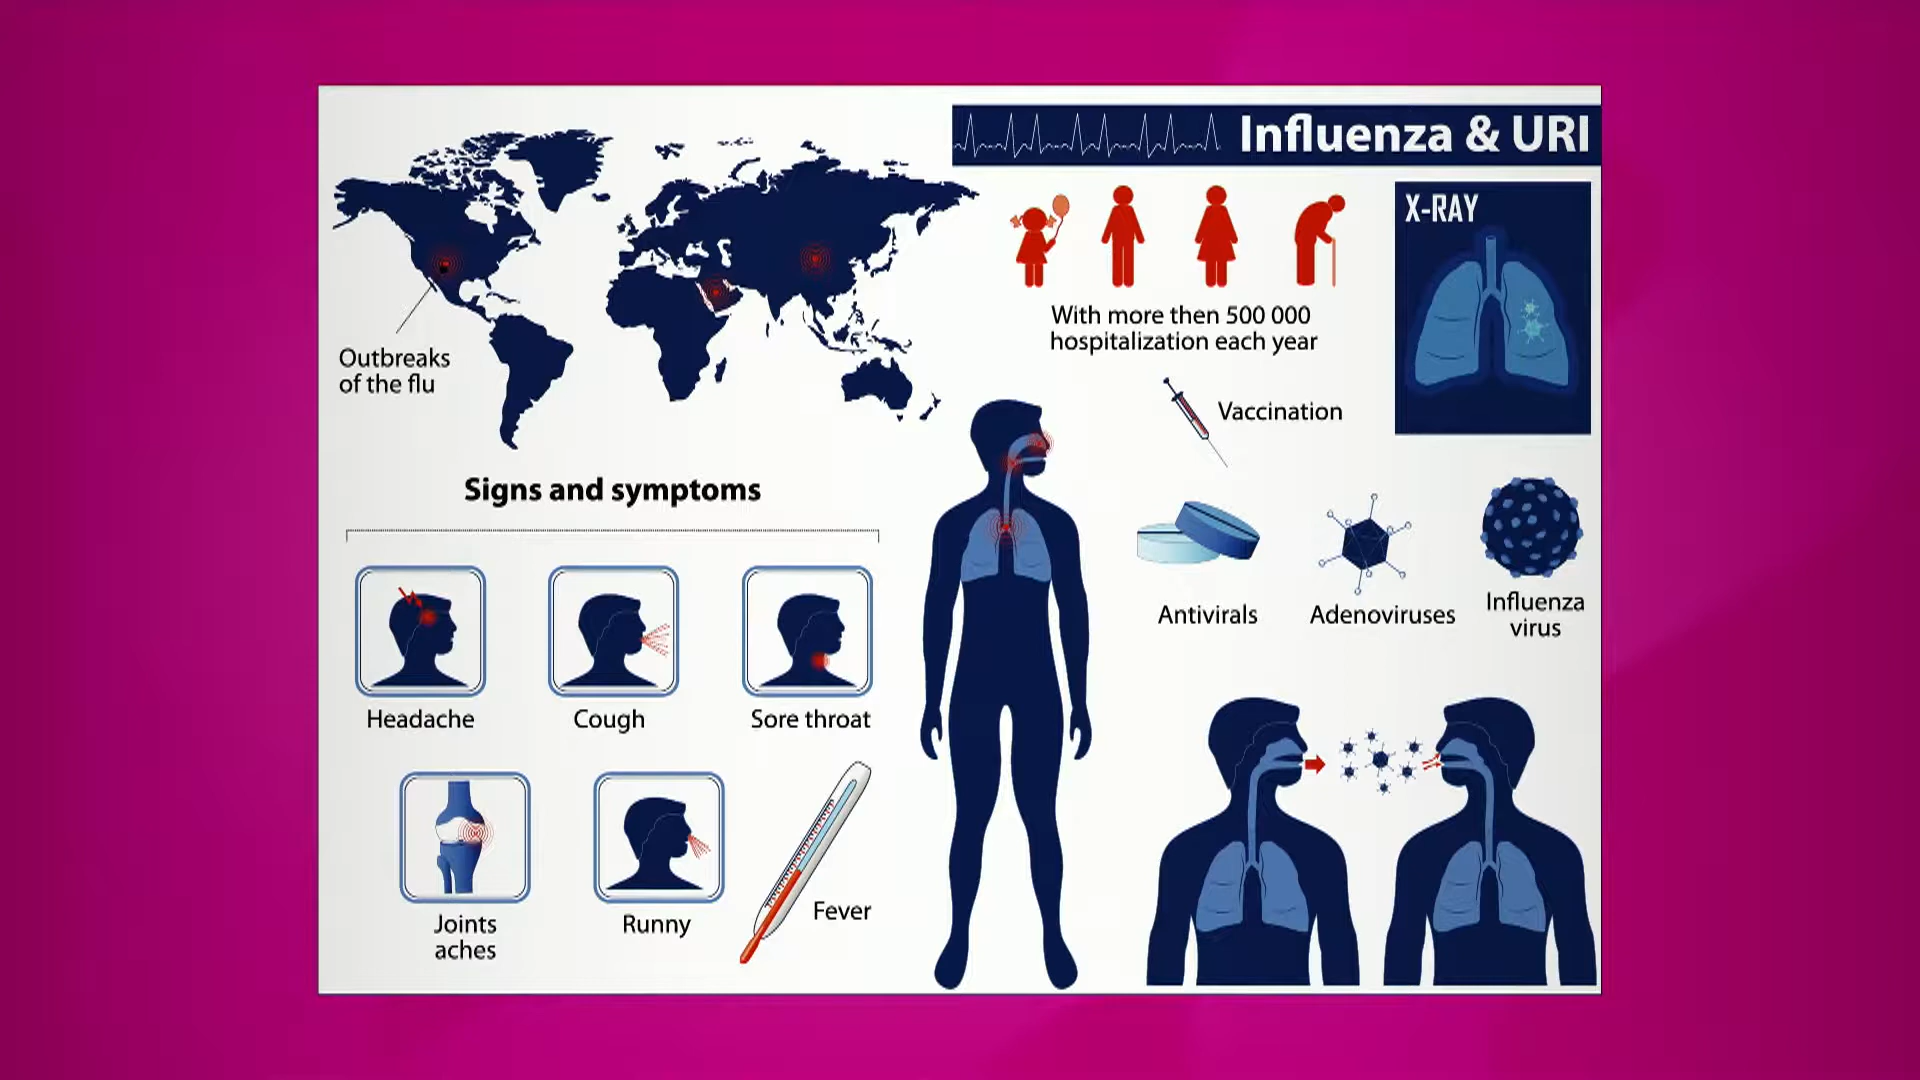 Influenza & URI
X-RAY
With more then 500 000
hospitalization each year
Outbreaks
of the flu
Vaccination
Signs and symptoms
Antivirals
Adenoviruses
Influenza
virus
Headache
Cough
Sore throat
Joints
aches
Runny
Fever